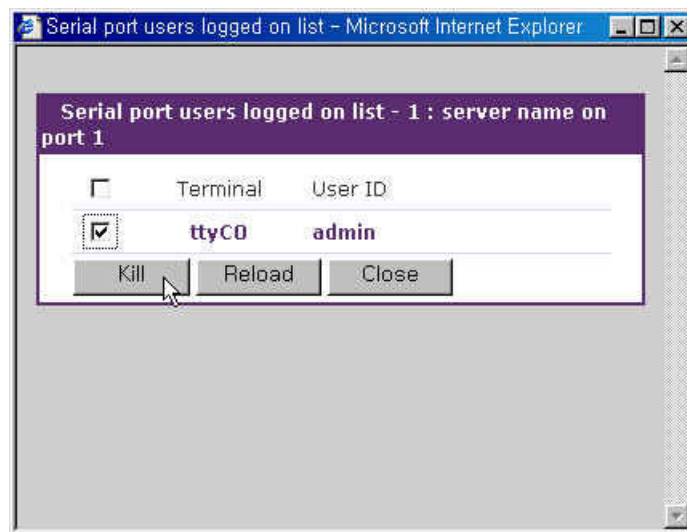 Serial port users logged on list - Microsoft Internet Explorer
Serial port users logged on list - 1 : server name on
port 1
Terminal User ID
ttyC0 admin
Kill Reload Close